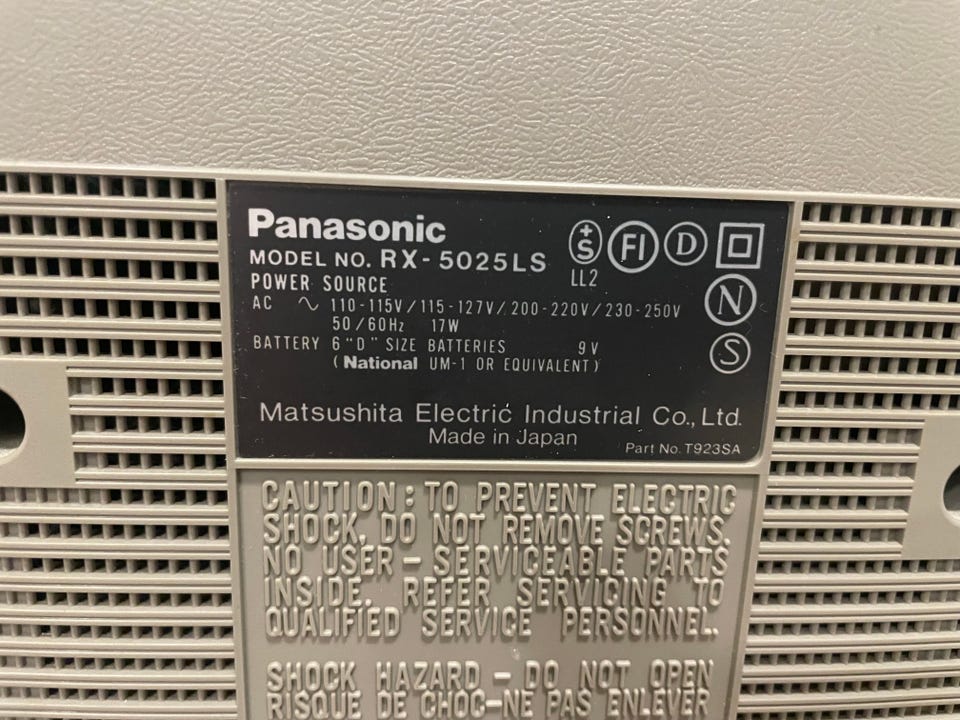 Panasonic
MODEL NO. RX-5025LS
+S FI D
LL2
N
S
POWER SOURCE
AC ∿ 110-115V/115-127V/200-220V/230-250V
50/60Hz 17W
BATTERY 6 "D" SIZE BATTERIES 9V
(National UM-1 OR EQUIVALENT)
Matsushita Electric Industrial Co., Ltd.
Made in Japan
Part No. T923SA
CAUTION: TO PREVENT ELECTRIC
SHOCK, DO NOT REMOVE SCREWS.
NO USER-SERVICEABLE PARTS
INSIDE. REFER SERVICING TO
QUALIFIED SERVICE PERSONNEL.
SHOCK HAZARD - DO NOT OPEN
RISQUE DE CHOC-NE PAS ENLEVER